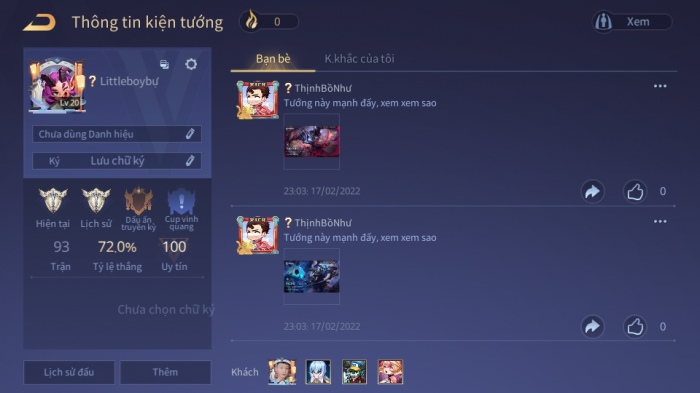 Thông tin kiện tướng
0
Xem
? Littleboybự
Lv 20
Chưa dùng Danh hiệu
Ký Lưu chữ ký
Hiện tại
Lịch sử
Dấu ấn truyền kỳ
Cup vinh quang
93
72.0%
100
Trận
Tỷ lệ thắng
Uy tín
Chưa chọn chữ ký
Lịch sử đấu
Thêm
Bạn bè
K.khắc của tôi
? ThịnhBồNhư
Tướng này mạnh đấy, xem xem sao
23:03: 17/02/2022
0
? ThịnhBồNhư
Tướng này mạnh đấy, xem xem sao
23:03: 17/02/2022
0
Khách